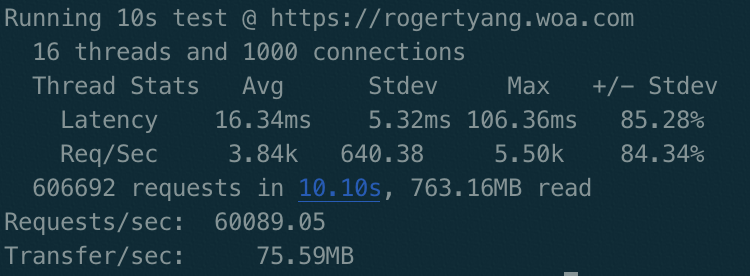 Running 10s test @ https://rogertyang.woa.com
16 threads and 1000 connections
Thread Stats Avg Stdev Max +/- Stdev
Latency 16.34ms 5.32ms 106.36ms 85.28%
Req/Sec 3.84k 640.38 5.50k 84.34%
606692 requests in 10.10s, 763.16MB read
Requests/sec: 60089.05
Transfer/sec: 75.59MB